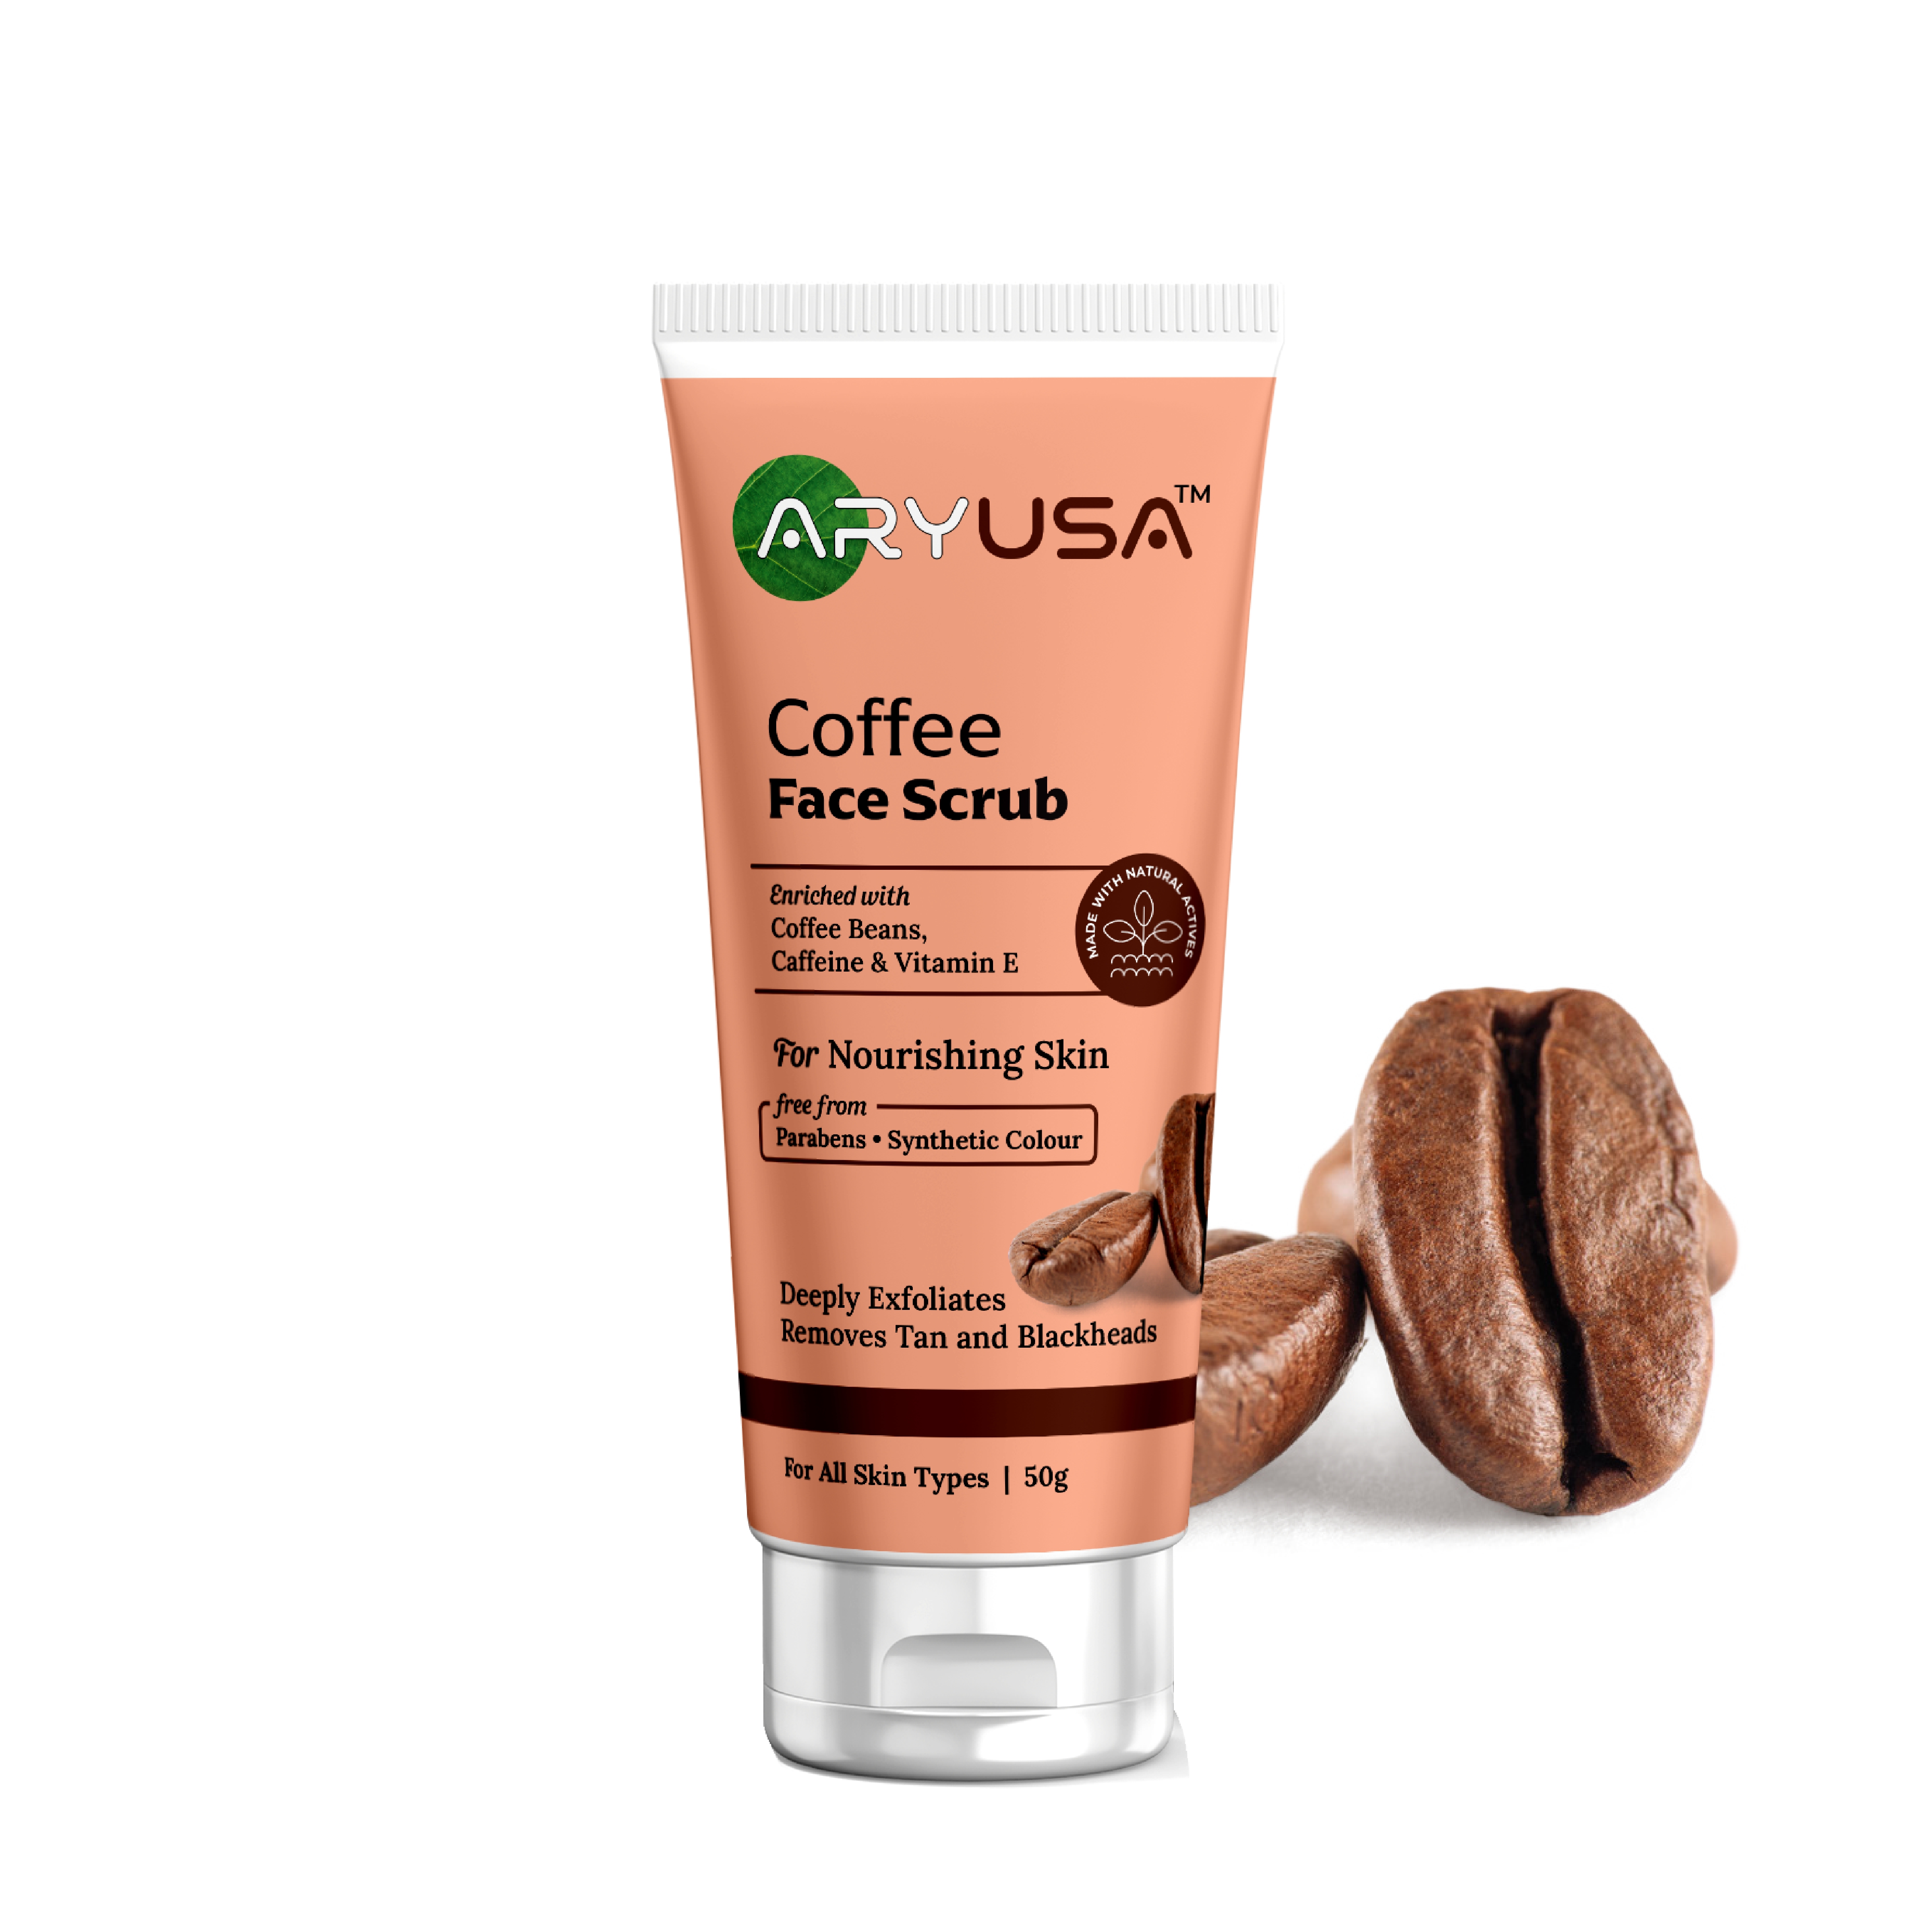 ARYUSA™
Coffee
Face Scrub
Enriched with
Coffee Beans,
Caffeine & Vitamin E
MADE WITH NATURAL ACTIVES
For Nourishing Skin
free from
Parabens • Synthetic Colour
Deeply Exfoliates
Removes Tan and Blackheads
For All Skin Types | 50g